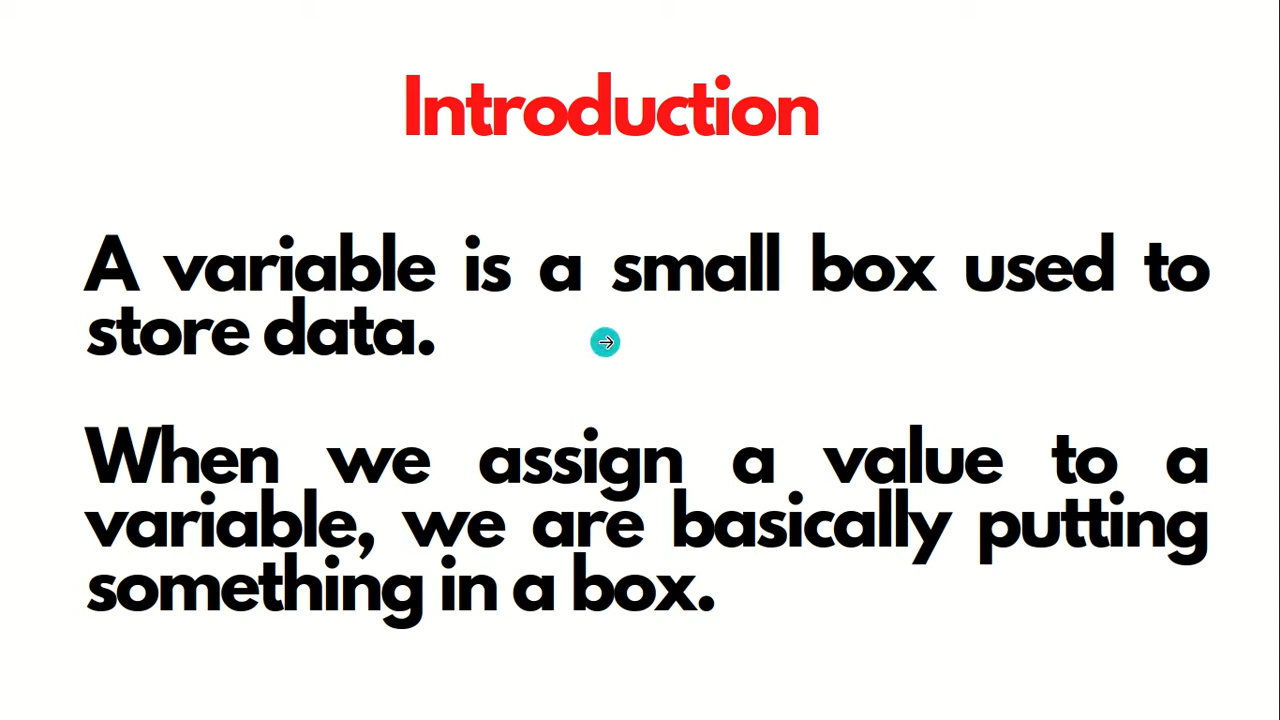 Introduction
A variable is a small box used to
store data.
When we assign a value to a
variable, we are basically putting
something in a box.